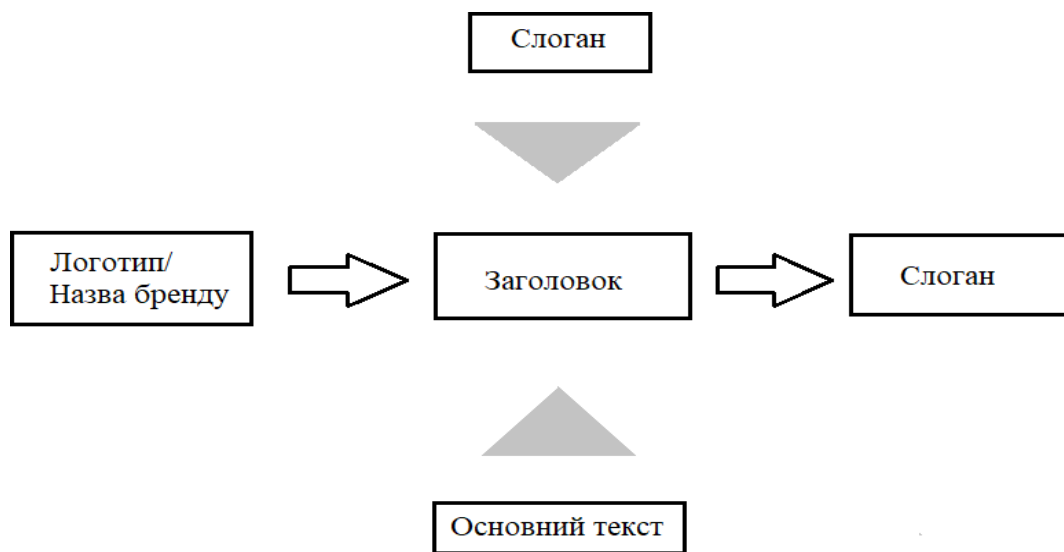 Слоган
Логотип/
Назва бренду
Заголовок
Слоган
Основний текст